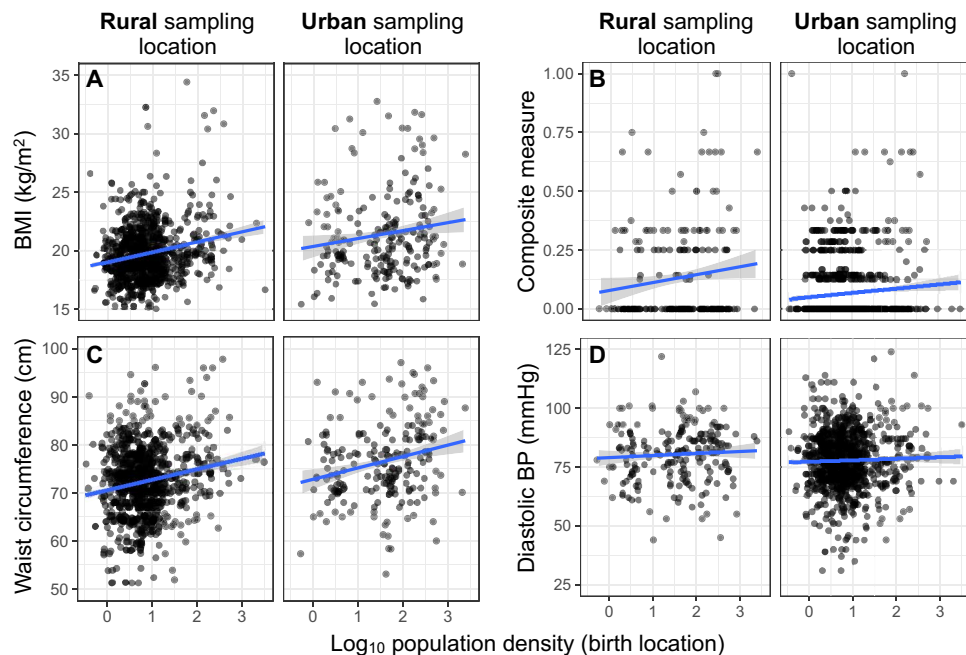 Rural sampling location
Urban sampling location
Rural sampling location
Urban sampling location
A
B
BMI (kg/m²)
35
30
25
20
15
Composite measure
1.00
0.75
0.50
0.25
0.00
C
D
Waist circumference (cm)
100
90
80
70
60
50
Diastolic BP (mmHg)
125
100
75
50
25
0 1 2 3
0 1 2 3
0 1 2 3
0 1 2 3
Log₁₀ population density (birth location)